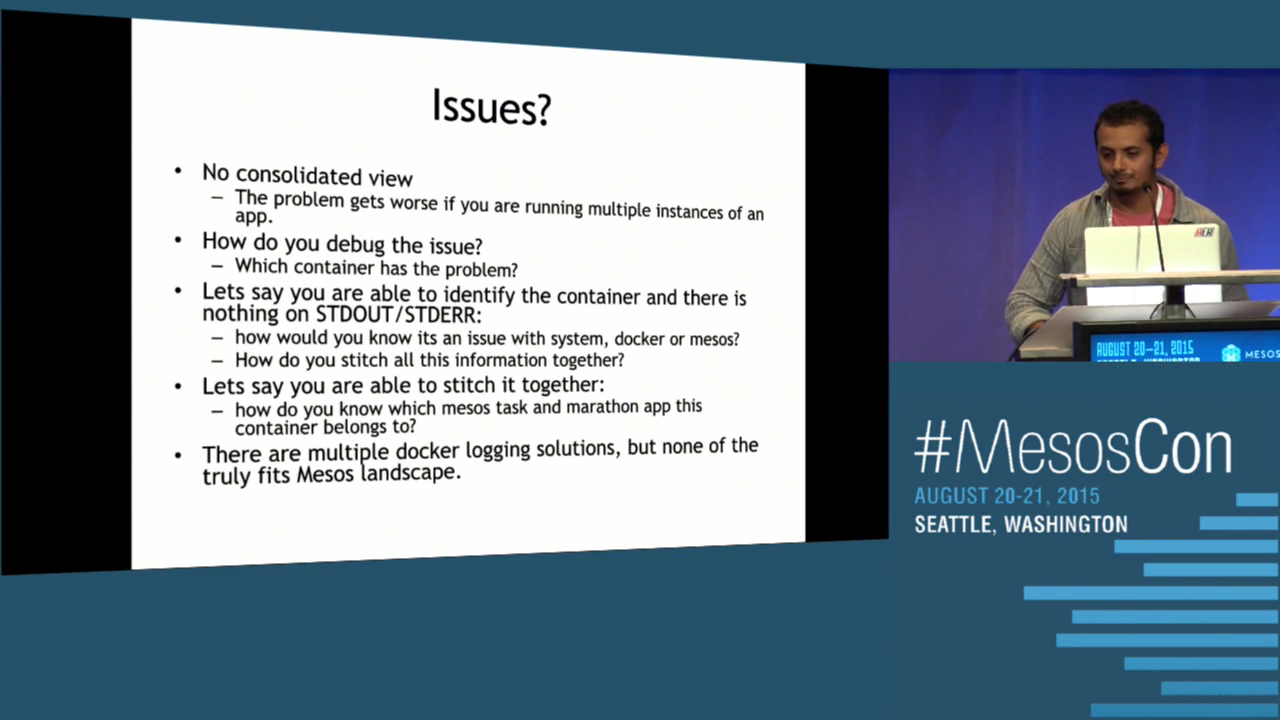 Issues?
• No consolidated view
– The problem gets worse if you are running multiple instances of an
app.
• How do you debug the issue?
– Which container has the problem?
• Lets say you are able to identify the container and there is
nothing on STDOUT/STDERR:
– how would you know its an issue with system, docker or mesos?
– How do you stitch all this information together?
• Lets say you are able to stitch it together:
– how do you know which mesos task and marathon app this
container belongs to?
• There are multiple docker logging solutions, but none of the
truly fits Mesos landscape.
AUGUST 20-21, 2015
MESOS
#MesosCon
AUGUST 20-21, 2015
SEATTLE, WASHINGTON